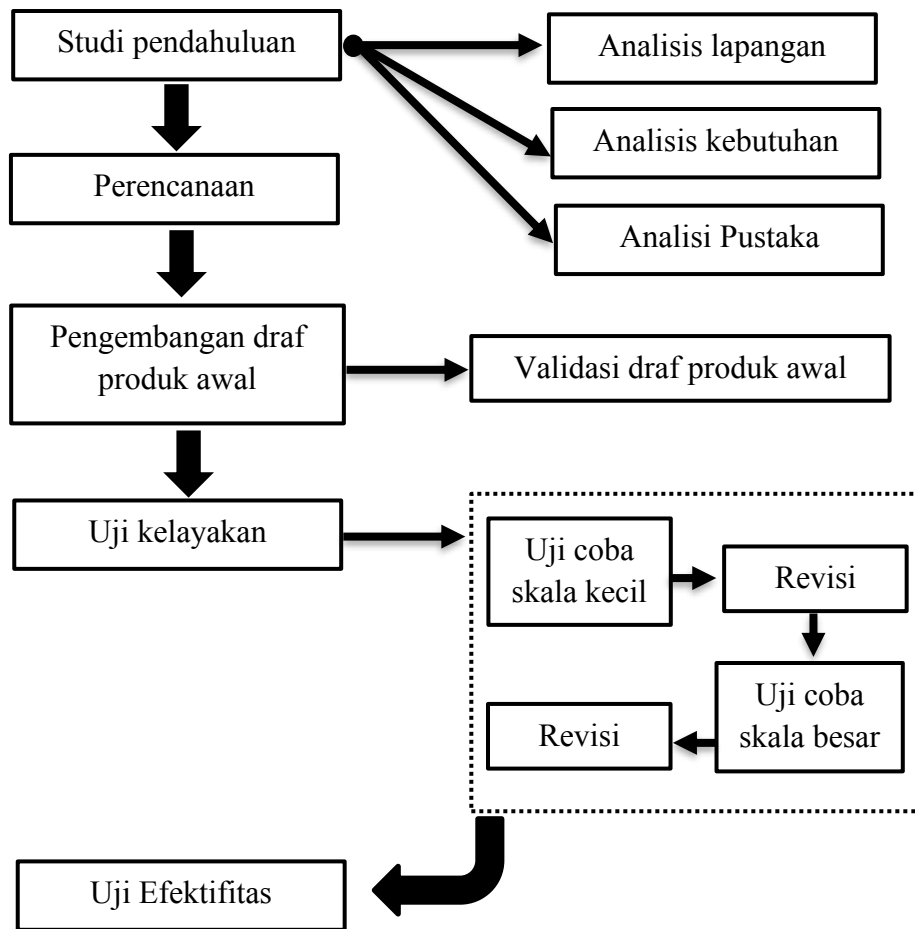 Studi pendahuluan
Analisis lapangan
Analisis kebutuhan
Perencanaan
Analisi Pustaka
Pengembangan draf
produk awal
Validasi draf produk awal
Uji kelayakan
Uji coba
skala kecil
Revisi
Uji coba
skala besar
Revisi
Uji Efektifitas